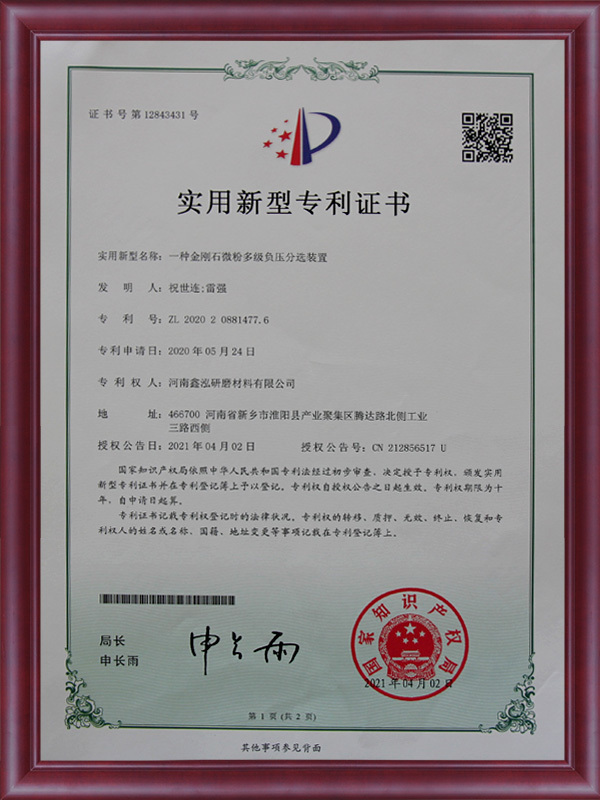 证书号第12843431号
实用新型专利证书
实用新型名称：一种金刚石微粉多级负压分选装置
发 明 人：祝世连;雷强
专 利 号：ZL 2020 2 0881477.6
专利申请日：2020年05月24日
专 利 权 人：河南鑫泓研磨材料有限公司
地 址：466700 河南省新乡市淮阳县产业聚集区腾达路北侧工业
三路西侧
授权公告日：2021年04月02日 授权公告号：CN 212856517 U
国家知识产权局依照中华人民共和国专利法经过初步审查，决定授予专利权，颁发实用
新型专利证书并在专利登记簿上予以登记。专利权自授权公告之日起生效。专利权期限为十
年，自申请日起算。
专利证书记载专利权登记时的法律状况。专利权的转移、质押、无效、终止、恢复和专
利权人的姓名或名称、国籍、地址变更等事项记载在专利登记簿上。
局长
申长雨
申长雨
国家知识产权局
2021年04月02日
第 1 页 (共 2 页)
其他事项参见背面